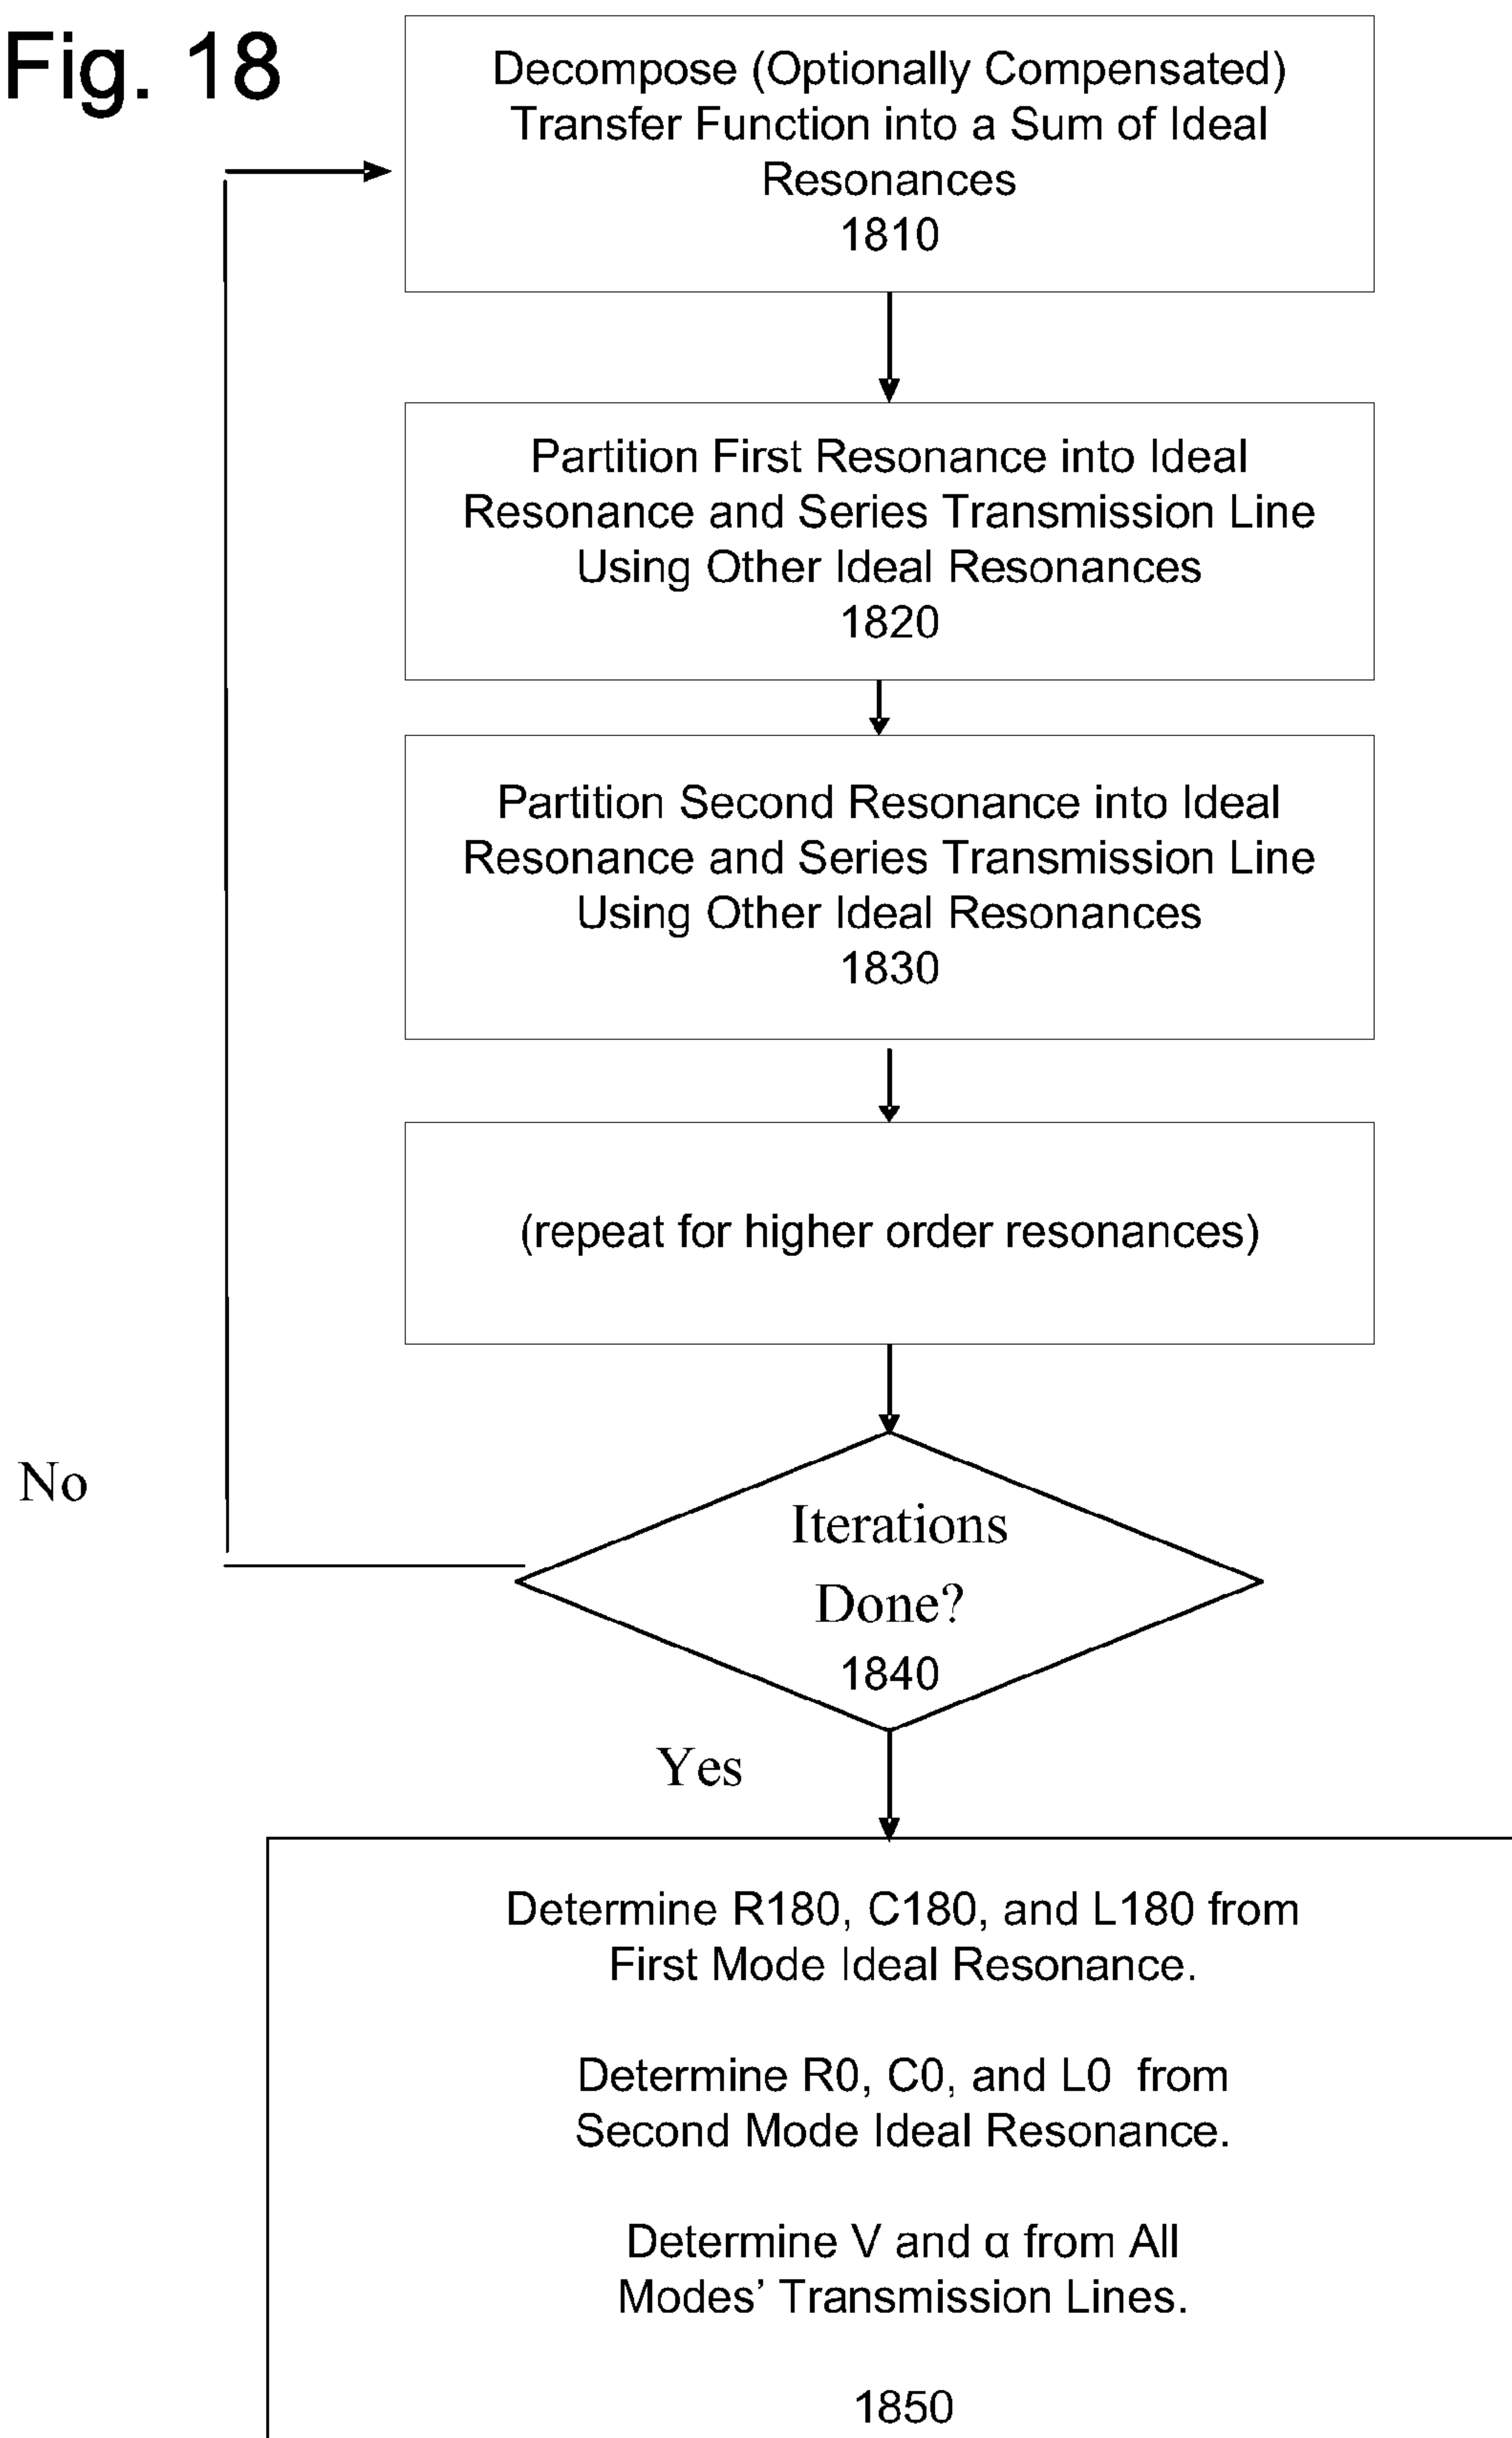 Fig. 18
Decompose (Optionally Compensated)
Transfer Function into a Sum of Ideal
Resonances
1810
Partition First Resonance into Ideal
Resonance and Series Transmission Line
Using Other Ideal Resonances
1820
Partition Second Resonance into Ideal
Resonance and Series Transmission Line
Using Other Ideal Resonances
1830
(repeat for higher order resonances)
No
Iterations
Done?
1840
Yes
Determine R180, C180, and L180 from
First Mode Ideal Resonance.
Determine R0, C0, and L0 from
Second Mode Ideal Resonance.
Determine V and α from All
Modes’ Transmission Lines.
1850